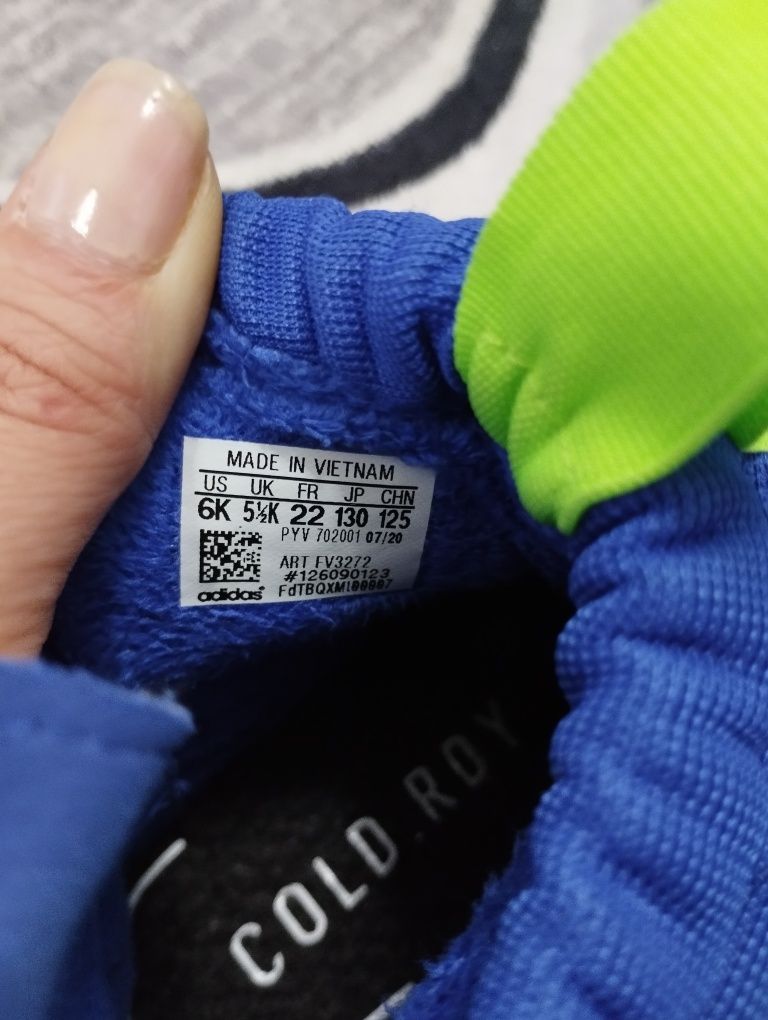 MADE IN VIETNAM
US UK FR JP CHN
6K 5½K 22 130 125
PYV 702001 07/20
ART FV3272
#126090123
adidas
COLD.RDY